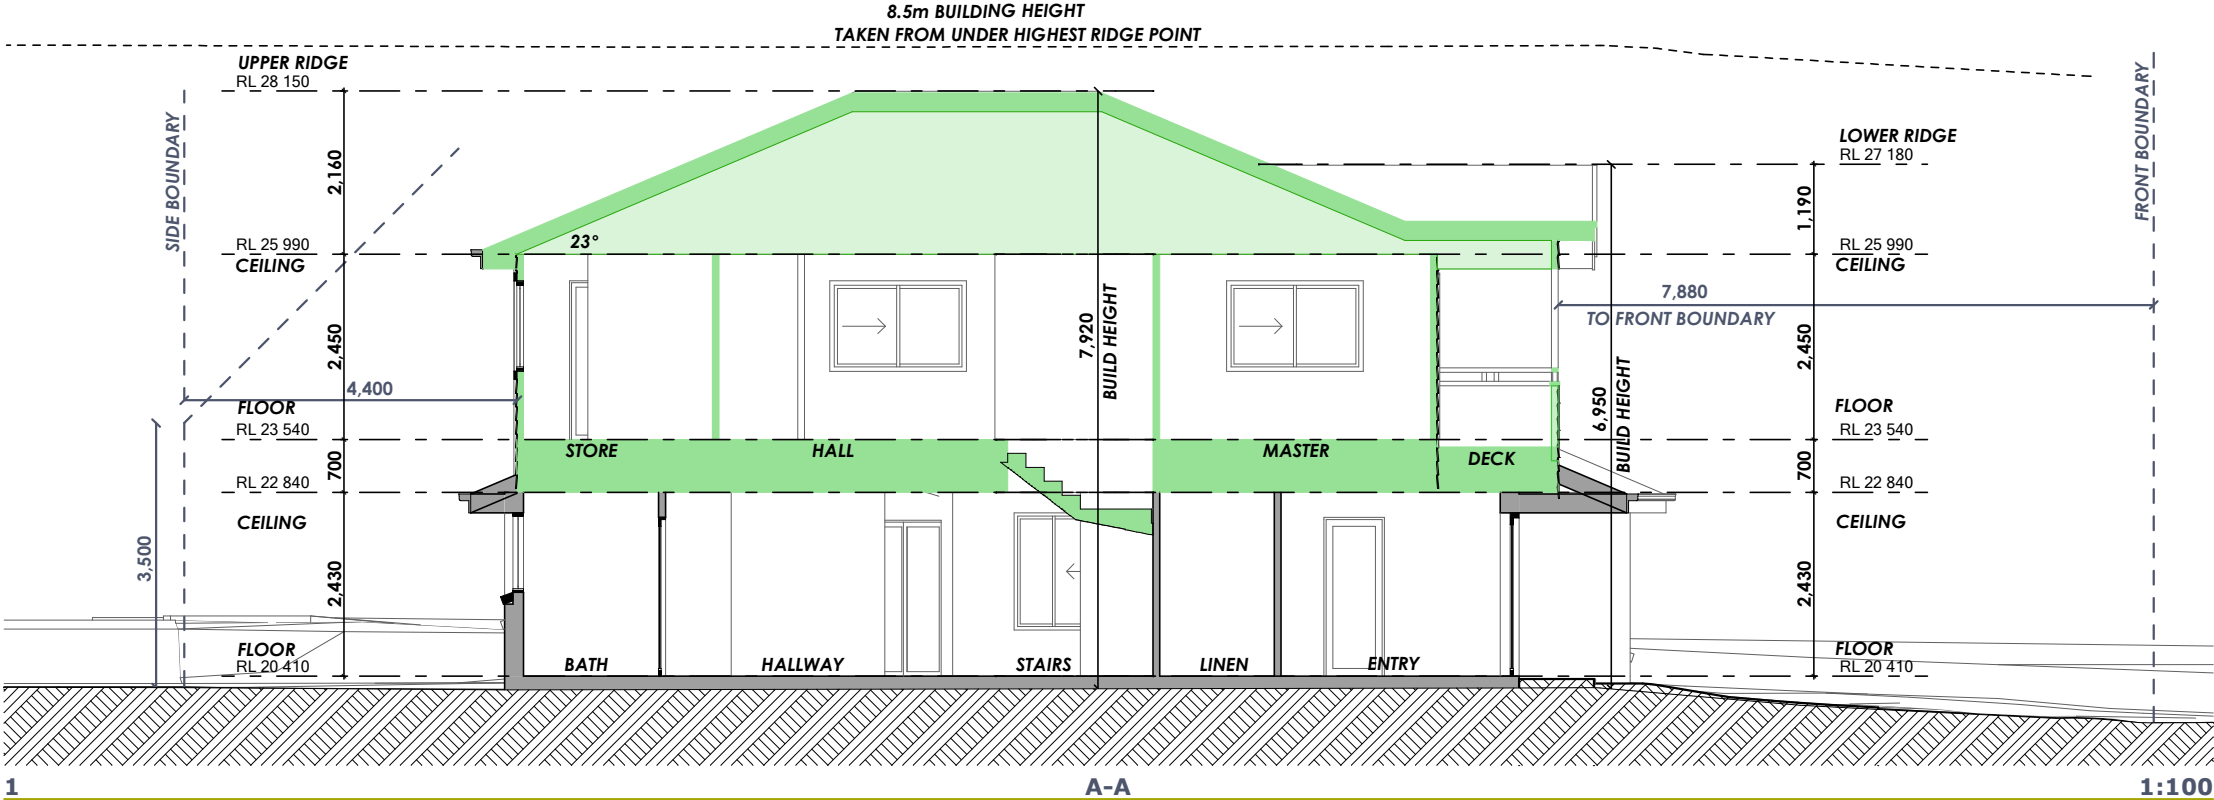 8.5m BUILDING HEIGHT
TAKEN FROM UNDER HIGHEST RIDGE POINT
UPPER RIDGE
RL 28 150
SIDE BOUNDARY
2,160
RL 25 990
CEILING
23°
2,450
4,400
FLOOR
RL 23 540
700
RL 22 840
CEILING
3,500
2,430
FLOOR
RL 20 410
STORE
HALL
MASTER
DECK
BATH
HALLWAY
STAIRS
LINEN
ENTRY
7,920
BUILD HEIGHT
6,950
BUILD HEIGHT
7,880
TO FRONT BOUNDARY
LOWER RIDGE
RL 27 180
FRONT BOUNDARY
1,190
RL 25 990
CEILING
2,450
FLOOR
RL 23 540
700
RL 22 840
CEILING
2,430
FLOOR
RL 20 410
1
A-A
1:100